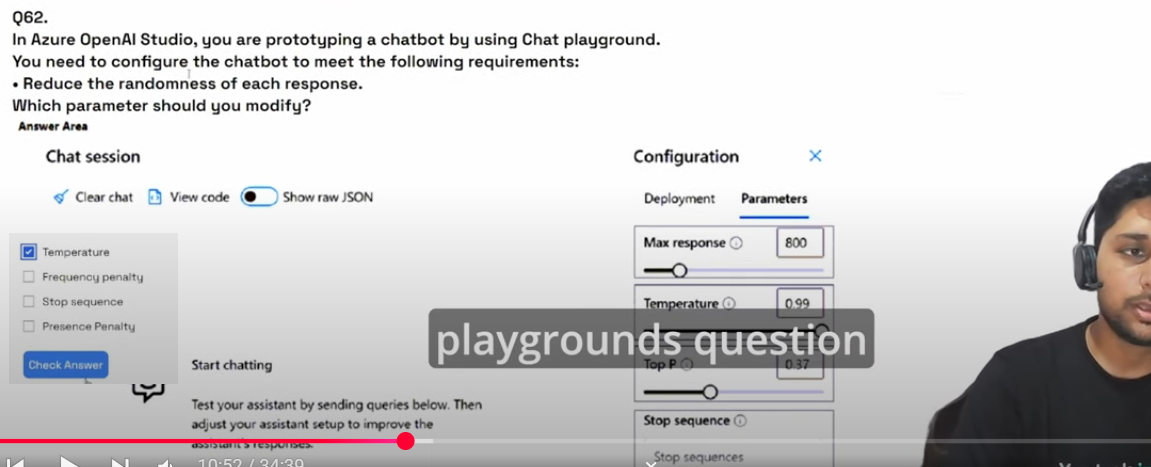 Q62.
In Azure OpenAI Studio, you are prototyping a chatbot by using Chat playground.
You need to configure the chatbot to meet the following requirements:
• Reduce the randomness of each response.
Which parameter should you modify?
Answer Area
Chat session
Configuration
Clear chat
View code
Show raw JSON
Deployment
Parameters
Temperature
Frequency penalty
Stop sequence
Presence Penalty
Check Answer
Max response
800
Temperature
0.99
playgrounds question
Top P
0.37
Start chatting
Test your assistant by sending queries below. Then
adjust your assistant setup to improve the
assistant's responses.
Stop sequence
Stop sequences
10:52 / 34:39